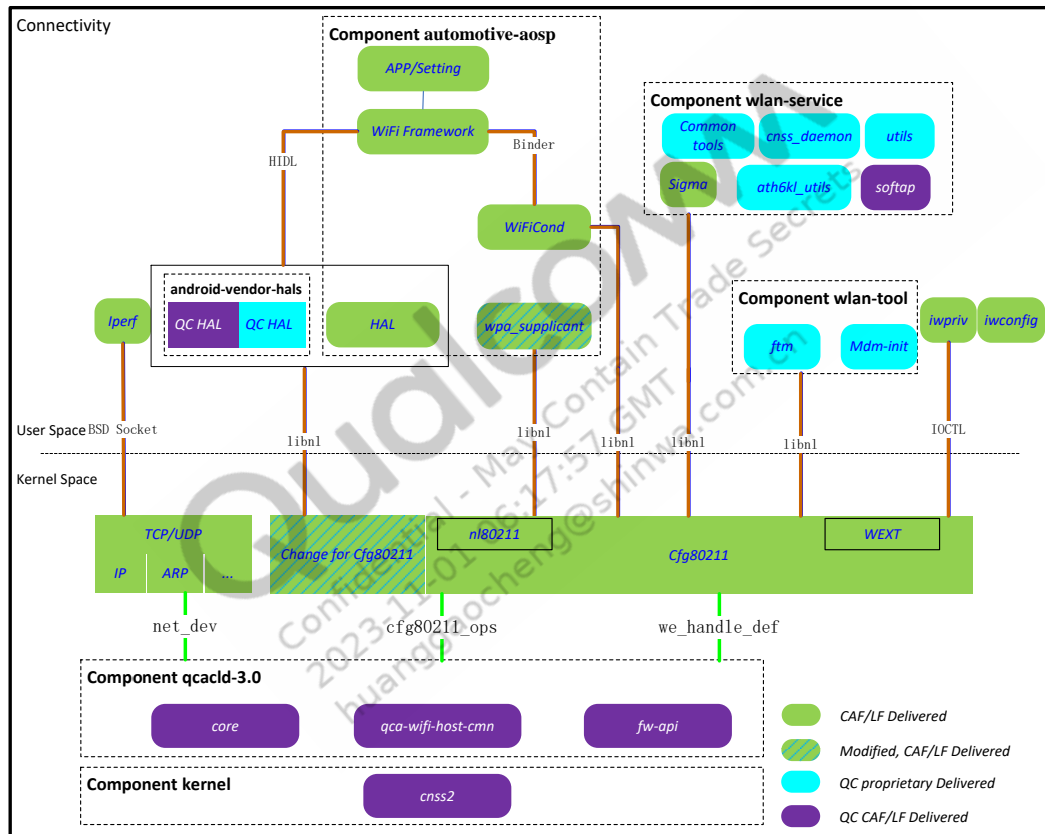 Connectivity
Component automotive-aosp
APP/Setting
WiFi Framework
HIDL
Binder
WiFiCond
Component wlan-service
Common tools
cnss_daemon
utils
Sigma
ath6kl_utils
softap
android-vendor-hals
QC HAL
QC HAL
HAL
wpa_supplicant
Iperf
Component wlan-tool
ftm
Mdm-init
iwpriv
iwconfig
User Space
BSD Socket
libnl
libnl
libnl
libnl
libnl
IOCTL
Kernel Space
TCP/UDP
IP
ARP
...
Change for Cfg80211
nl80211
Cfg80211
WEXT
net_dev
cfg80211_ops
we_handle_def
Component qcacld-3.0
core
qca-wifi-host-cmn
fw-api
Component kernel
cnss2
CAF/LF Delivered
Modified, CAF/LF Delivered
QC proprietary Delivered
QC CAF/LF Delivered
Qualcomm
Confidential - May Contain Trade Secrets
2023-11-01 06:17:57 GMT
huanggaocheng@shinwa.com.cn